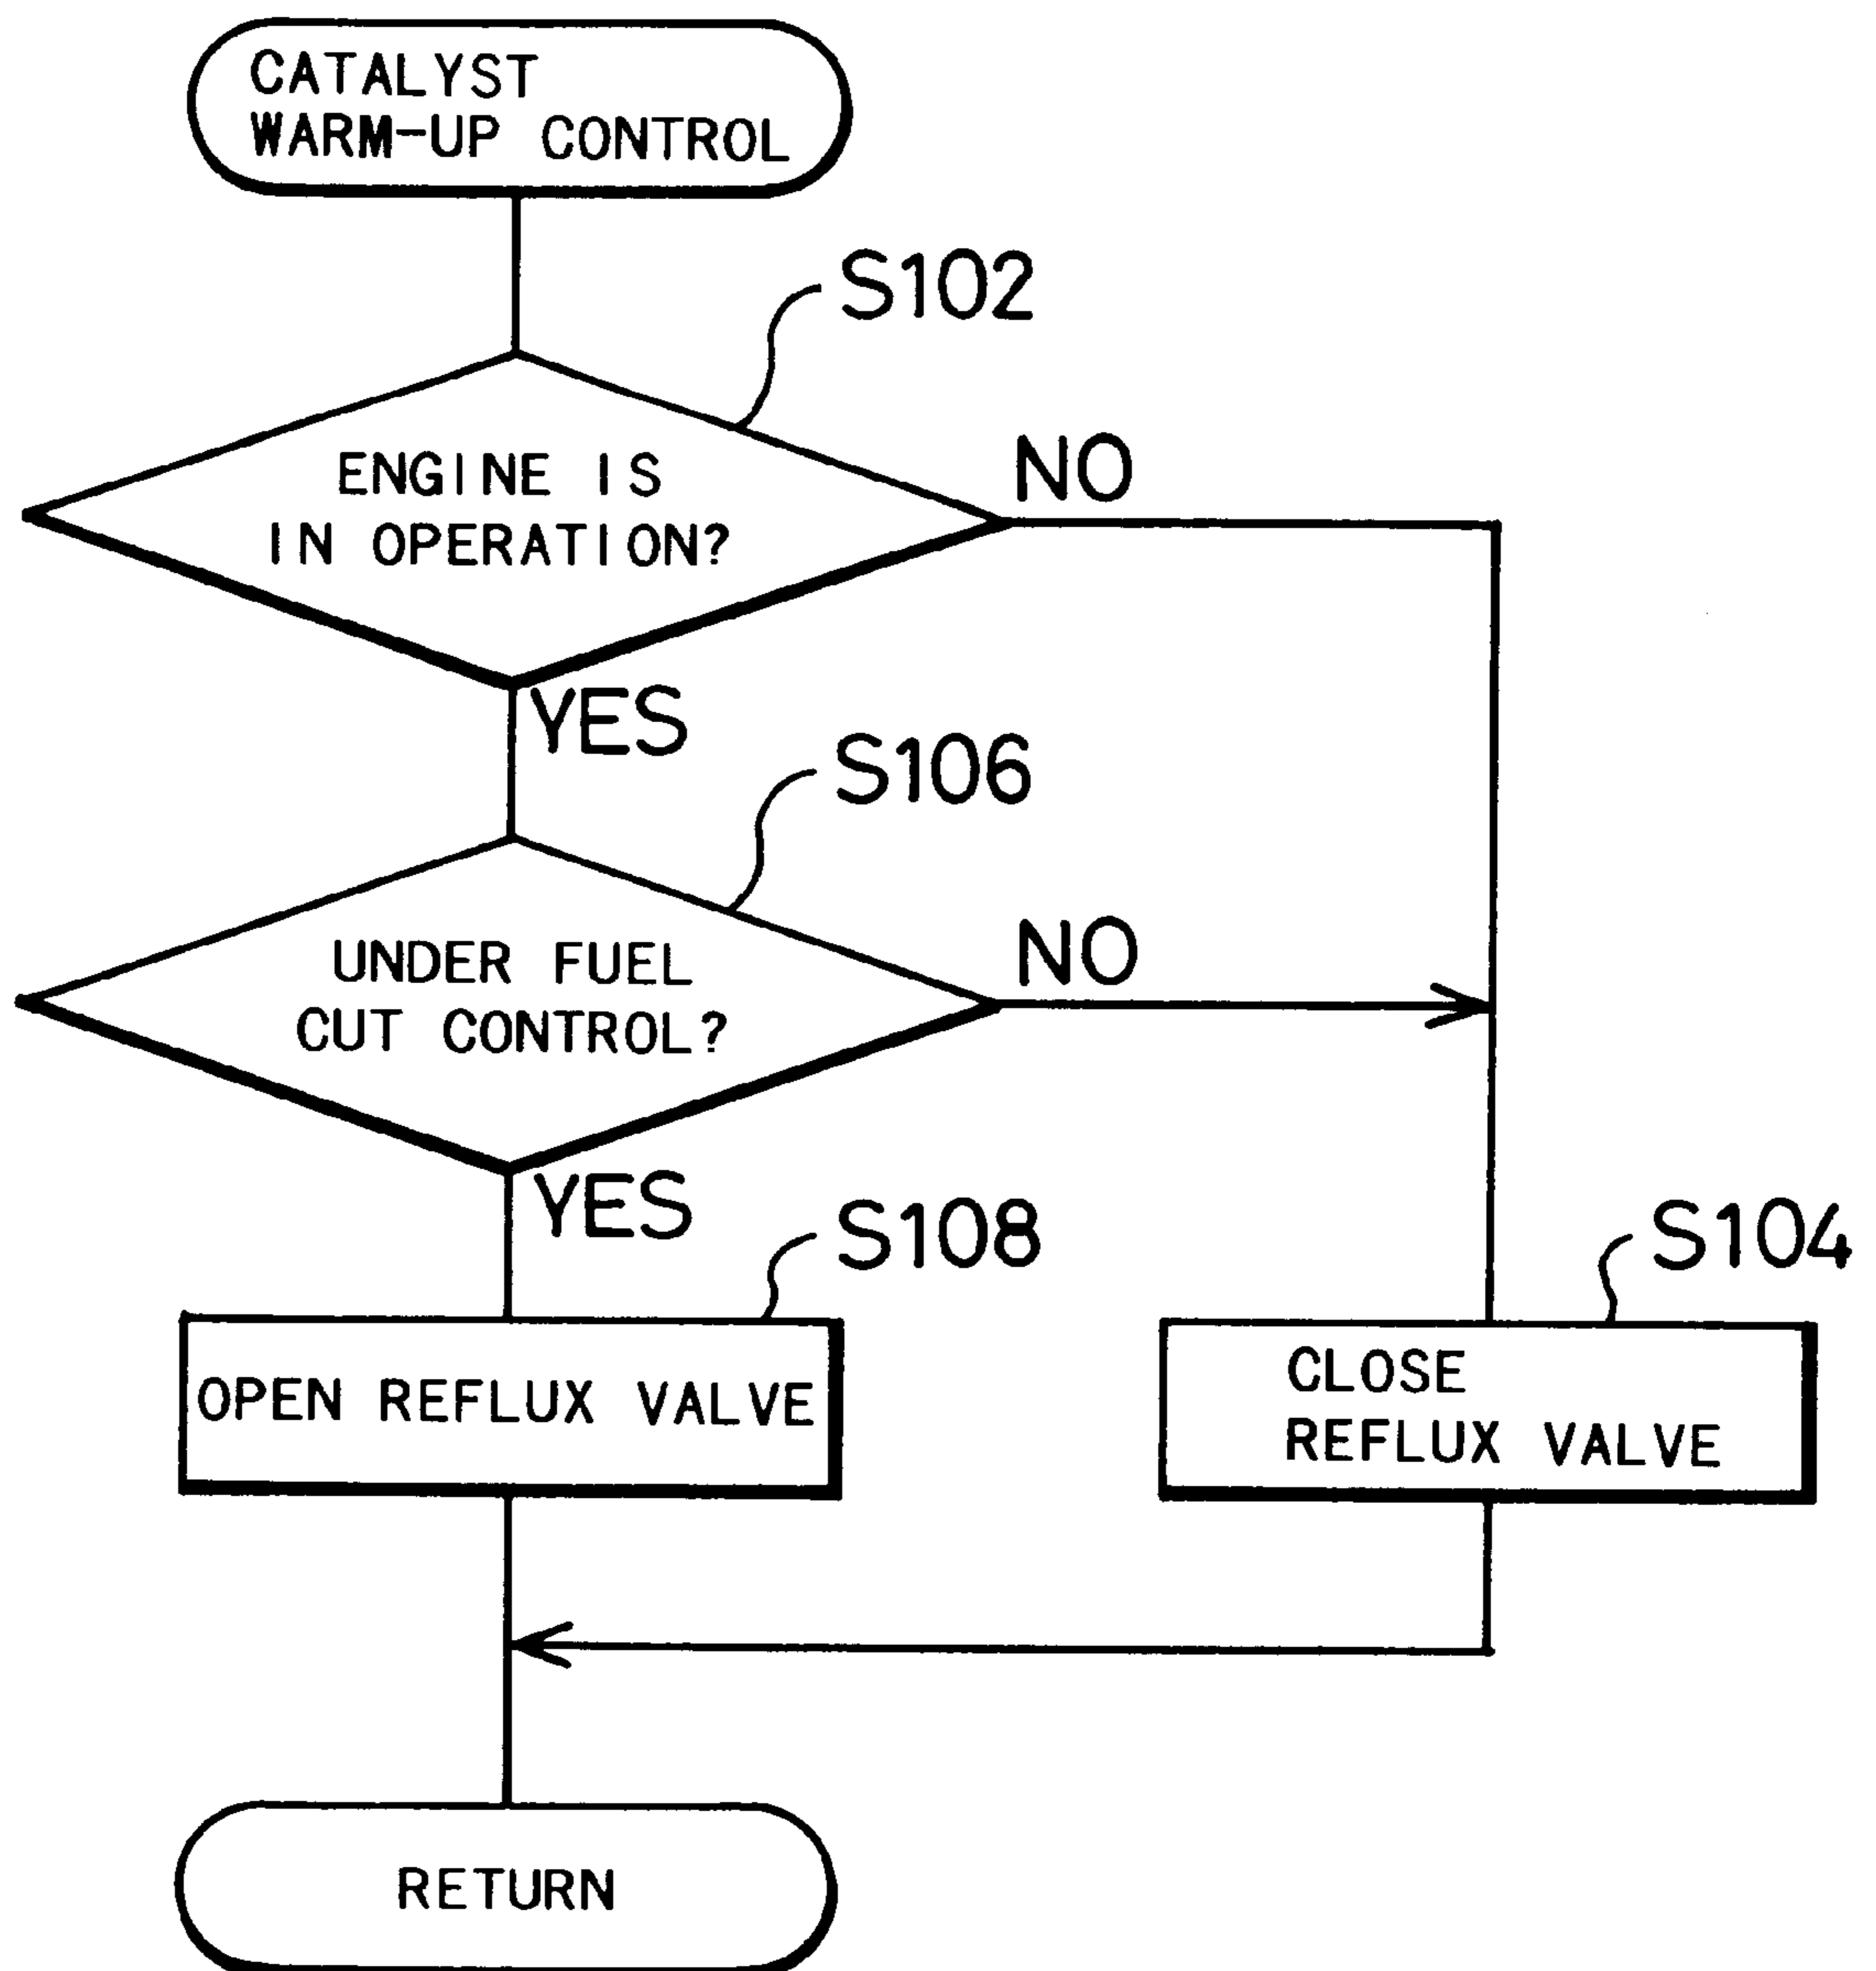 CATALYST
WARM-UP CONTROL
S102
ENGINE IS
IN OPERATION?
NO
YES
S106
UNDER FUEL
CUT CONTROL?
NO
YES
S108
S104
OPEN REFLUX VALVE
CLOSE
REFLUX VALVE
RETURN